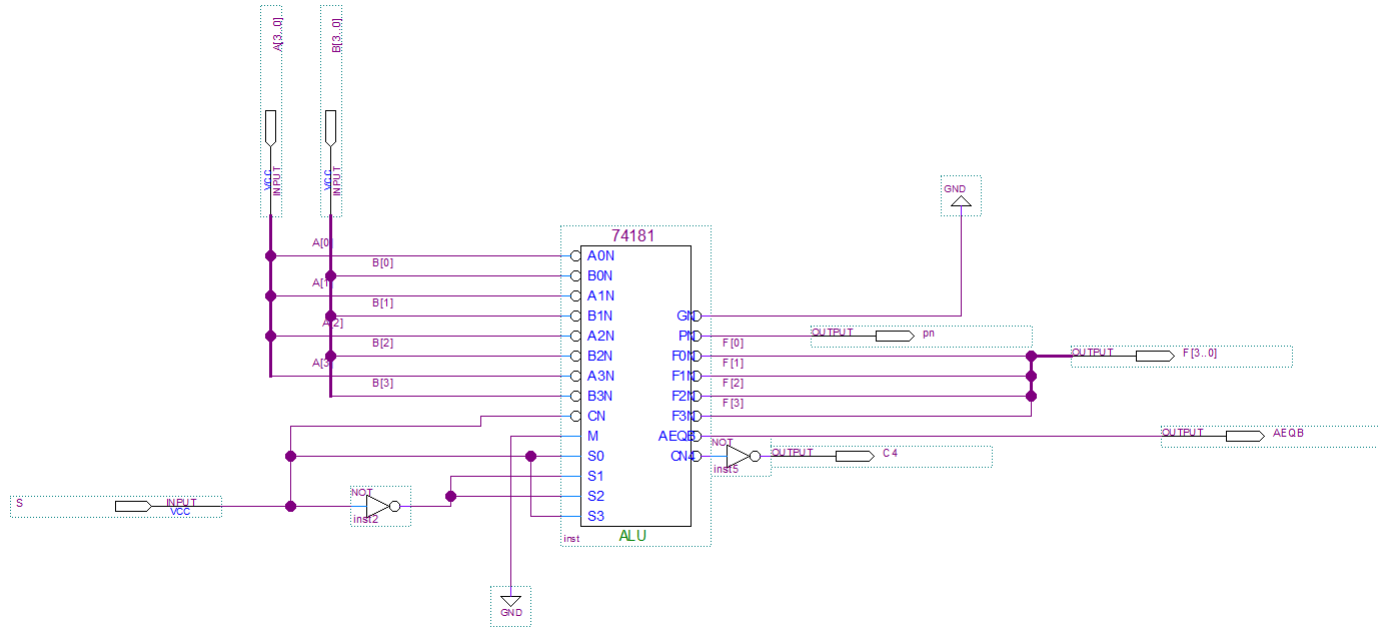 A[3..0]
B[3..0]
VCC
INPUT
VCC
INPUT
GND
74181
A[0]
B[0]
A[1]
B[1]
A[2]
B[2]
A[3]
B[3]
A0N
B0N
A1N
B1N
A2N
B2N
A3N
B3N
CN
M
S0
S1
S2
S3
GN
PN
F0N
F1N
F2N
F3N
AEQB
CN4
inst
ALU
OUTPUT
pn
F[0]
F[1]
F[2]
F[3]
OUTPUT
F[3..0]
OUTPUT
AEQB
NOT
inst5
OUTPUT
C4
S
INPUT
VCC
NOT
inst2
GND